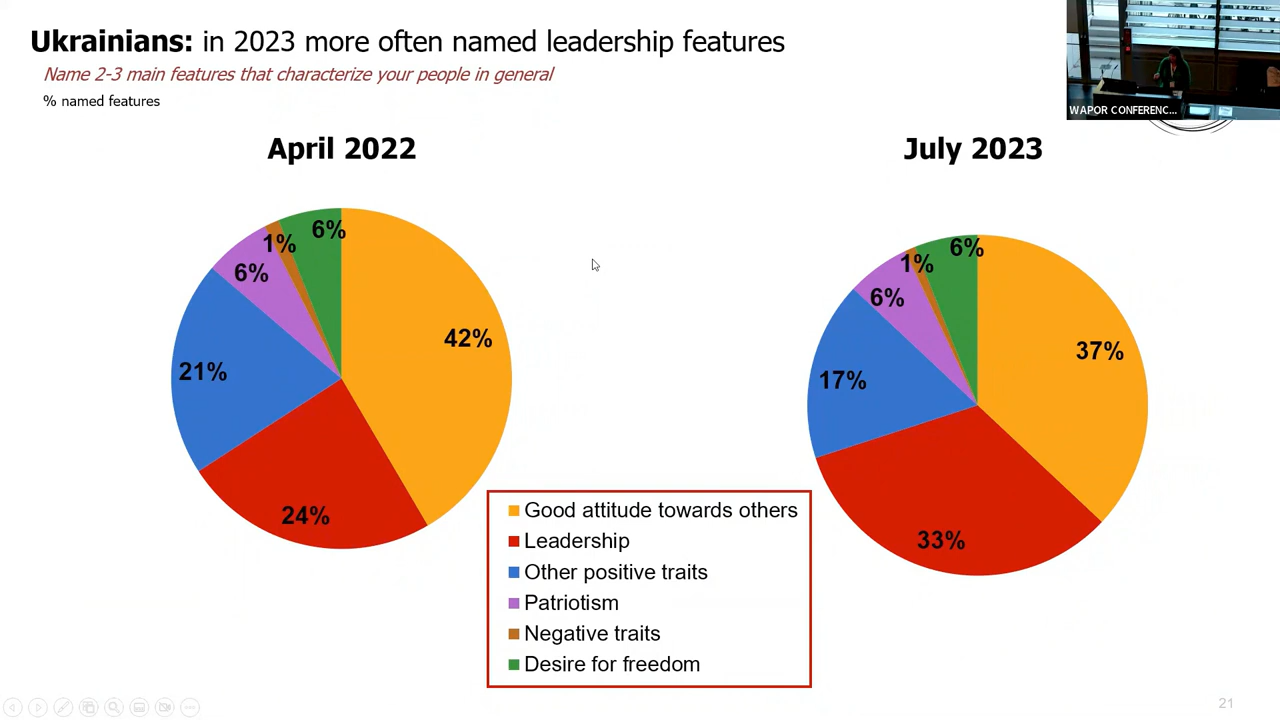 Ukrainians: in 2023 more often named leadership features
Name 2-3 main features that characterize your people in general
% named features
WAPOR CONFERENC...
April 2022
July 2023
6%
1%
6%
42%
21%
24%
6%
1%
6%
37%
17%
33%
Good attitude towards others
Leadership
Other positive traits
Patriotism
Negative traits
Desire for freedom
21